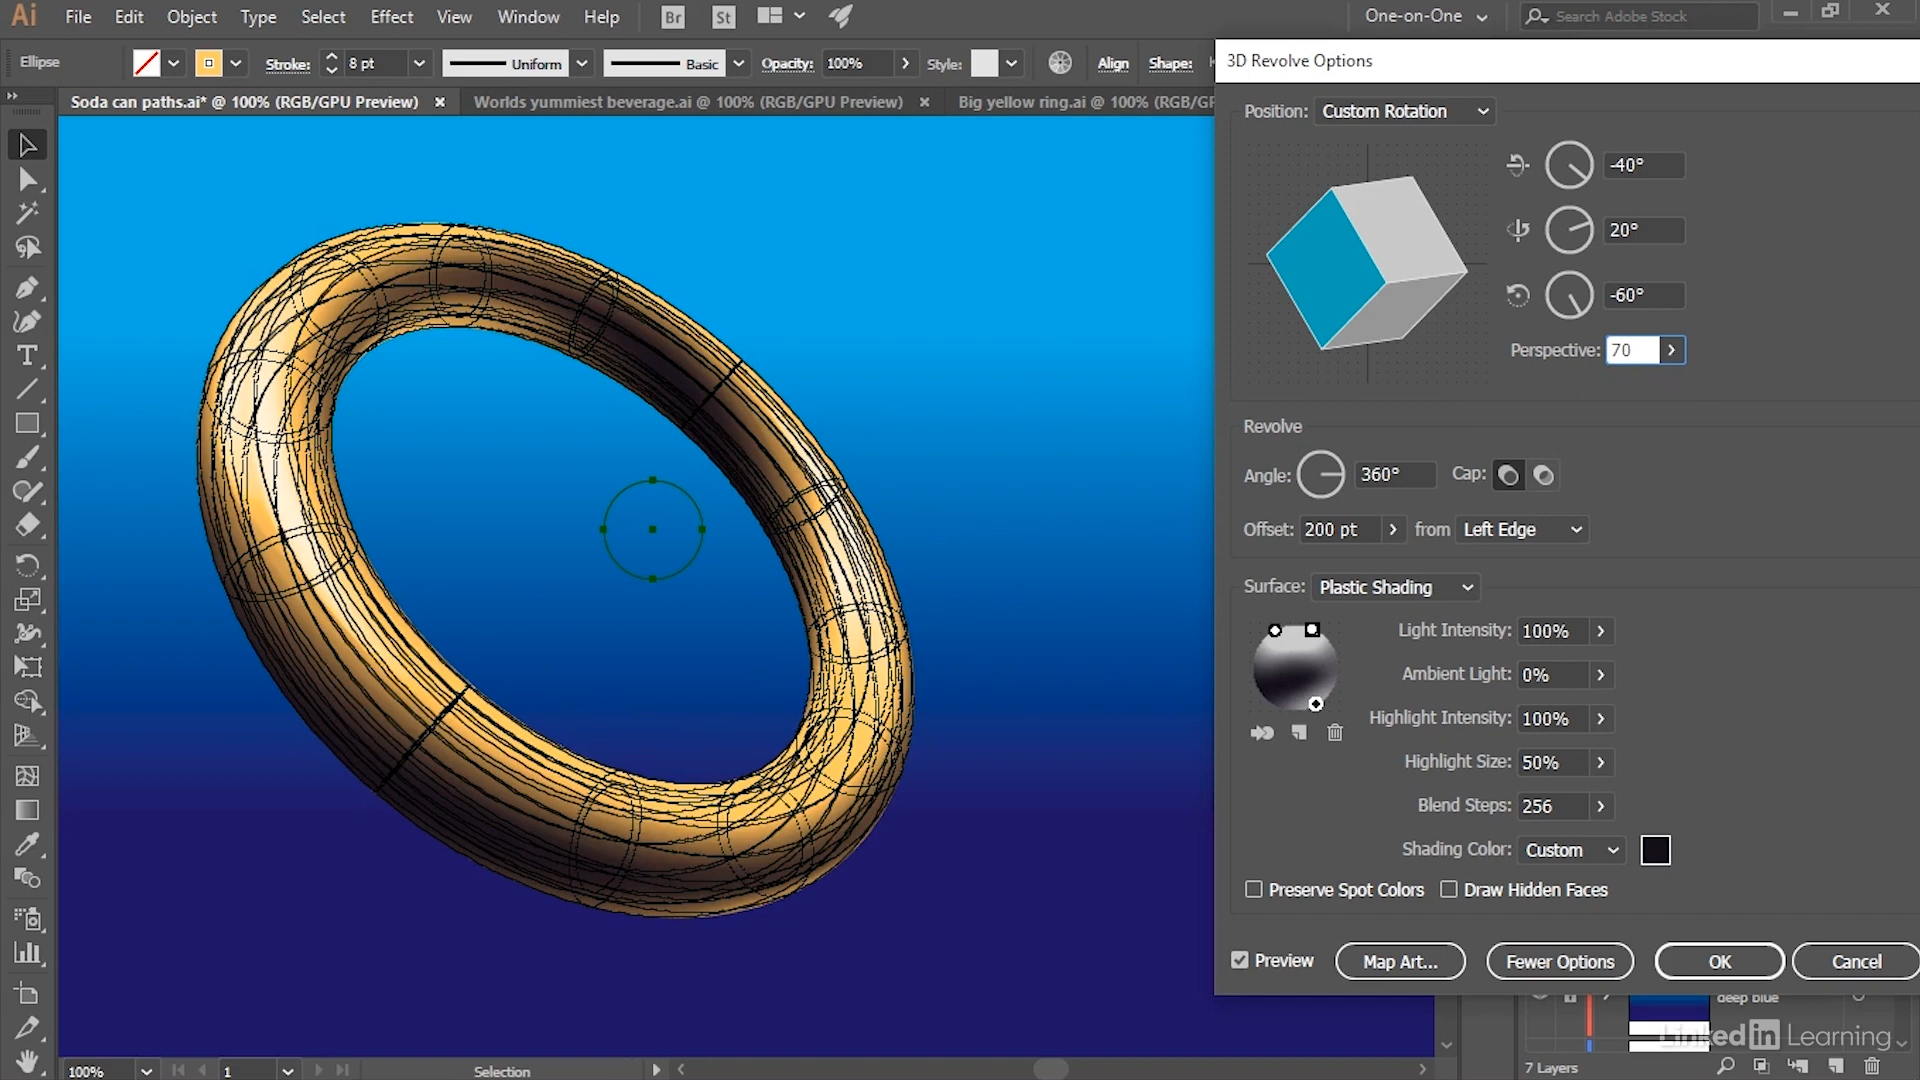 Ai File Edit Object Type Select Effect View Window Help Br St One-on-One Search Adobe Stock
Ellipse Stroke: 8 pt Uniform Basic Opacity: 100% Style: Align Shape:
3D Revolve Options
Soda can paths.ai* @ 100% (RGB/GPU Preview) Worlds yummiest beverage.ai @ 100% (RGB/GPU Preview) Big yellow ring.ai @ 100% (RGB/GP
Position: Custom Rotation
-40°
20°
-60°
Perspective: 70
Revolve
Angle: 360° Cap:
Offset: 200 pt from Left Edge
Surface: Plastic Shading
Light Intensity: 100%
Ambient Light: 0%
Highlight Intensity: 100%
Highlight Size: 50%
Blend Steps: 256
Shading Color: Custom
Preserve Spot Colors Draw Hidden Faces
Preview Map Art... Fewer Options OK Cancel
deep blue
Linked in Learning
100% 1 Selection 7 Layers